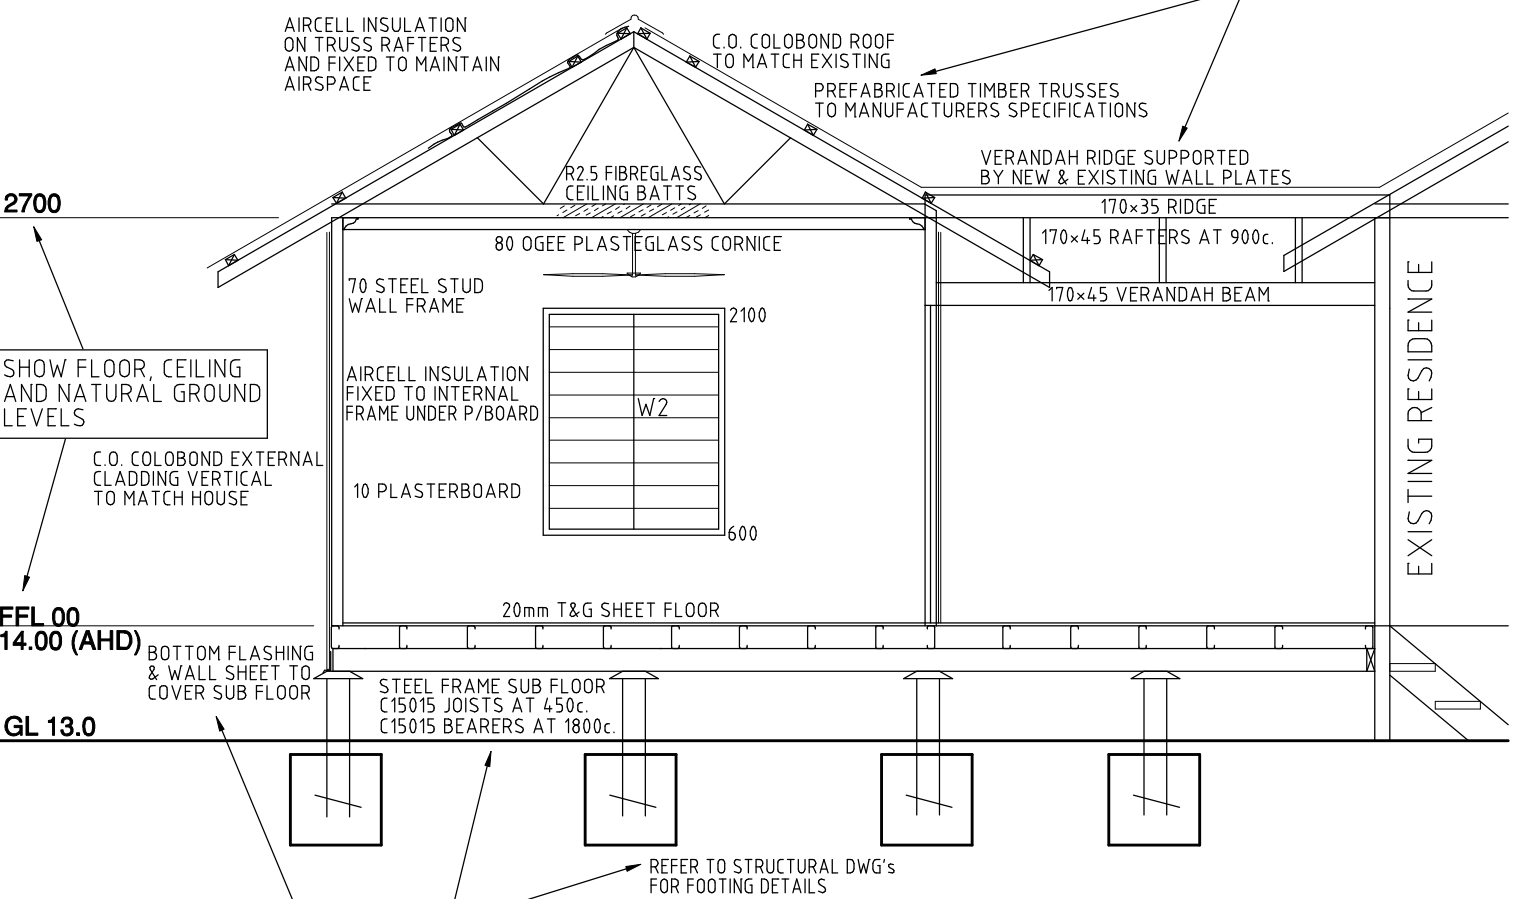 AIRCELL INSULATION
ON TRUSS RAFTERS
AND FIXED TO MAINTAIN
AIRSPACE
C.O. COLOBOND ROOF
TO MATCH EXISTING
PREFABRICATED TIMBER TRUSSES
TO MANUFACTURERS SPECIFICATIONS
VERANDAH RIDGE SUPPORTED
BY NEW & EXISTING WALL PLATES
R2.5 FIBREGLASS
CEILING BATTS
2700
170×35 RIDGE
80 OGEE PLASTEGLASS CORNICE
170×45 RAFTERS AT 900c.
70 STEEL STUD
WALL FRAME
170×45 VERANDAH BEAM
2100
SHOW FLOOR, CEILING
AND NATURAL GROUND
LEVELS
AIRCELL INSULATION
FIXED TO INTERNAL
FRAME UNDER P/BOARD
W2
EXISTING RESIDENCE
C.O. COLOBOND EXTERNAL
CLADDING VERTICAL
TO MATCH HOUSE
10 PLASTERBOARD
600
20mm T&G SHEET FLOOR
FFL 00
14.00 (AHD)
BOTTOM FLASHING
& WALL SHEET TO
COVER SUB FLOOR
STEEL FRAME SUB FLOOR
C15015 JOISTS AT 450c.
C15015 BEARERS AT 1800c.
GL 13.0
REFER TO STRUCTURAL DWG's
FOR FOOTING DETAILS